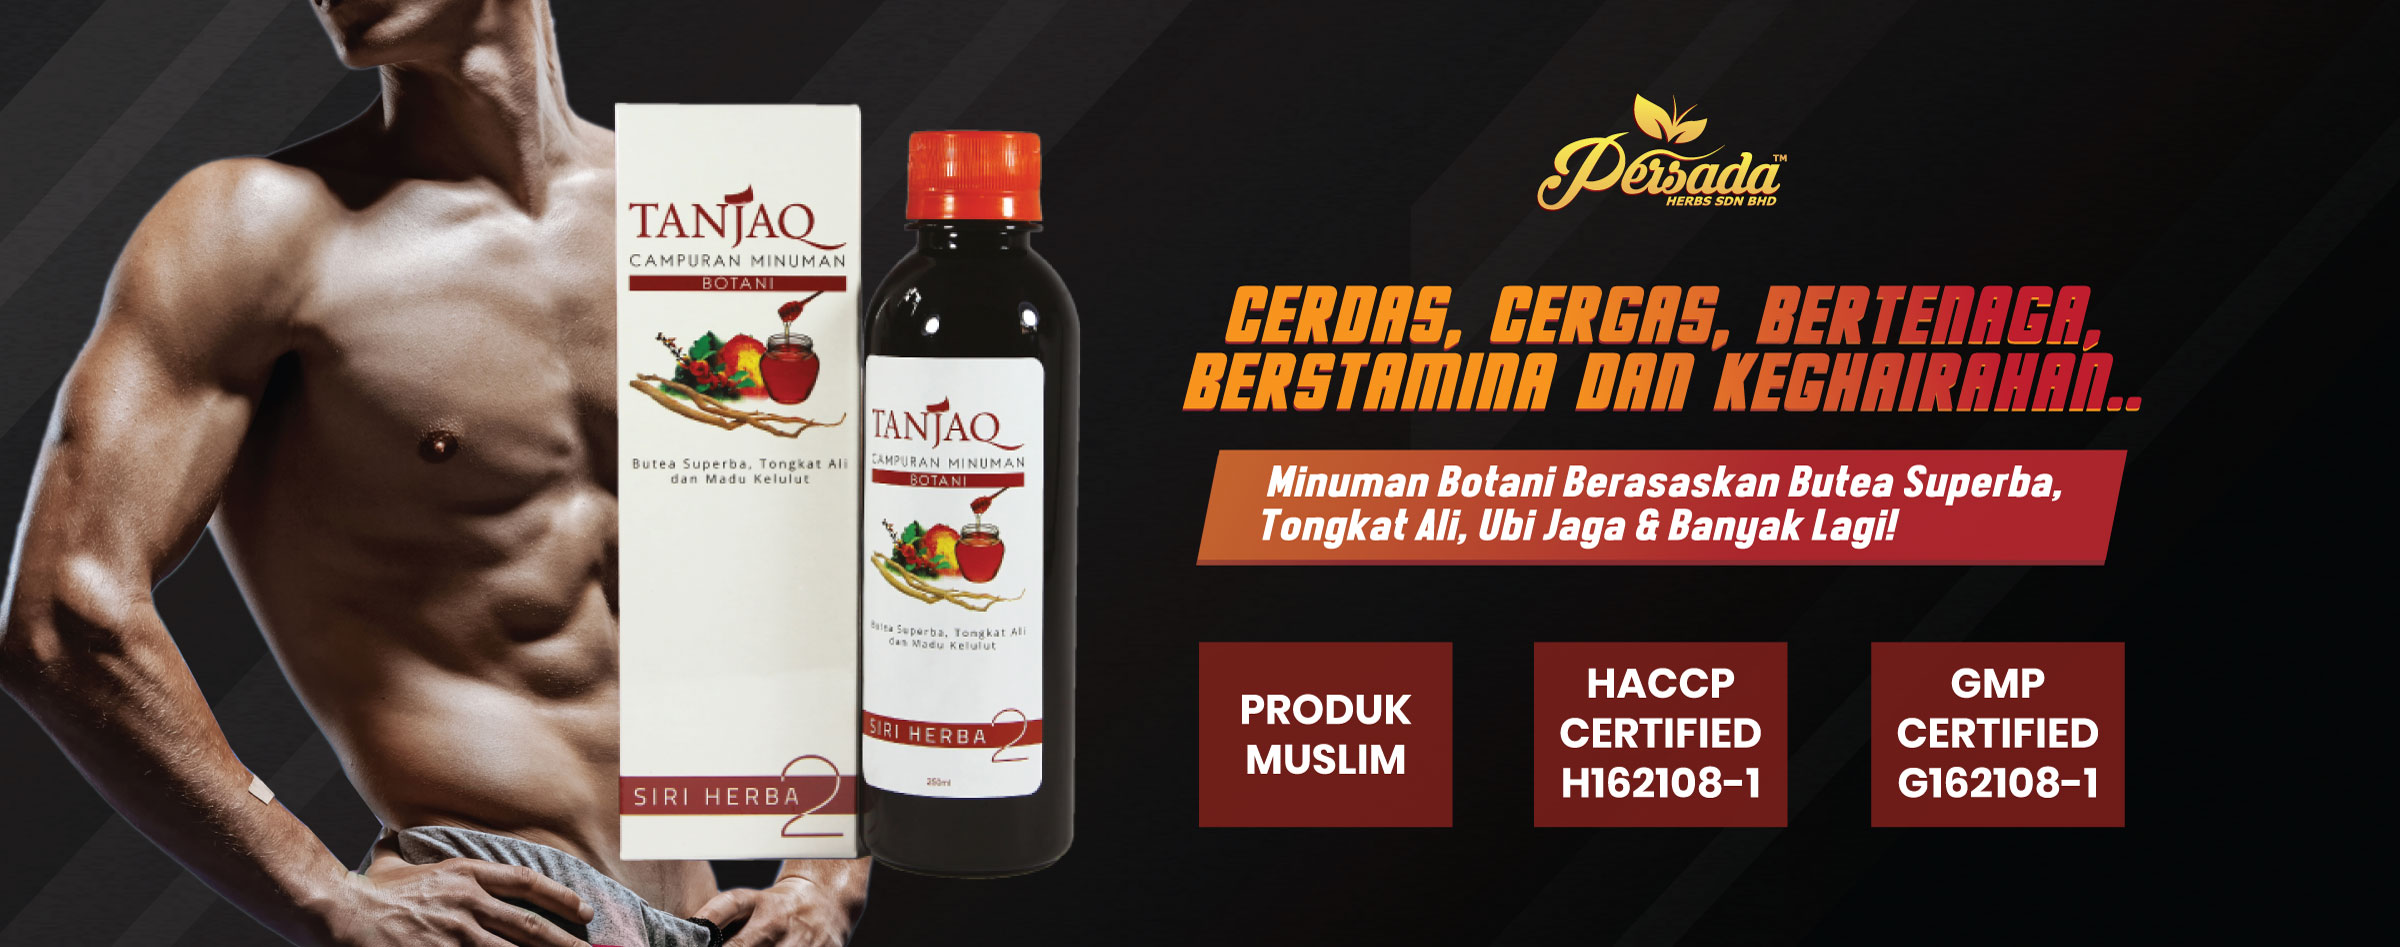 TANJAQ
CAMPURAN MINUMAN
BOTANI
Butea Superba, Tongkat Ali
dan Madu Kelulut
SIRI HERBA 2
TANJAQ
CAMPURAN MINUMAN
BOTANI
Butea Superba, Tongkat Ali
dan Madu Kelulut
SIRI HERBA 2
250ml
Persada™
HERBS SDN BHD
CERDAS, CERGAS, BERTENAGA,
BERSTAMINA DAN KEGHAIRAHAN..
Minuman Botani Berasaskan Butea Superba,
Tongkat Ali, Ubi Jaga & Banyak Lagi!
PRODUK
MUSLIM
HACCP
CERTIFIED
H162108-1
GMP
CERTIFIED
G162108-1